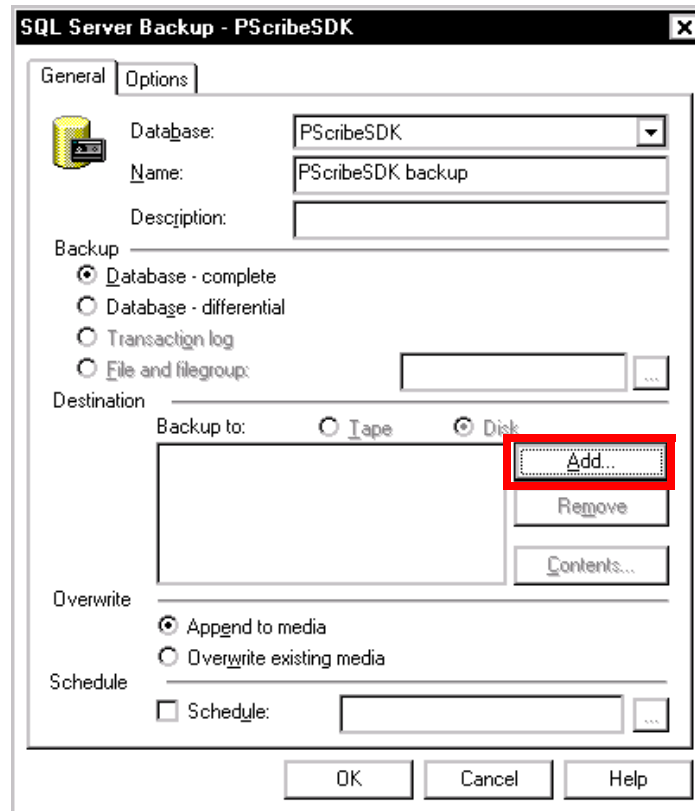 SQL Server Backup - PScribeSDK
General
Options
Database:
PScribeSDK
Name:
PScribeSDK backup
Description:
Backup
Database - complete
Database - differential
Transaction log
File and filegroup:
...
Destination
Backup to:
Tape
Disk
Add...
Remove
Contents...
Overwrite
Append to media
Overwrite existing media
Schedule
Schedule:
...
OK
Cancel
Help